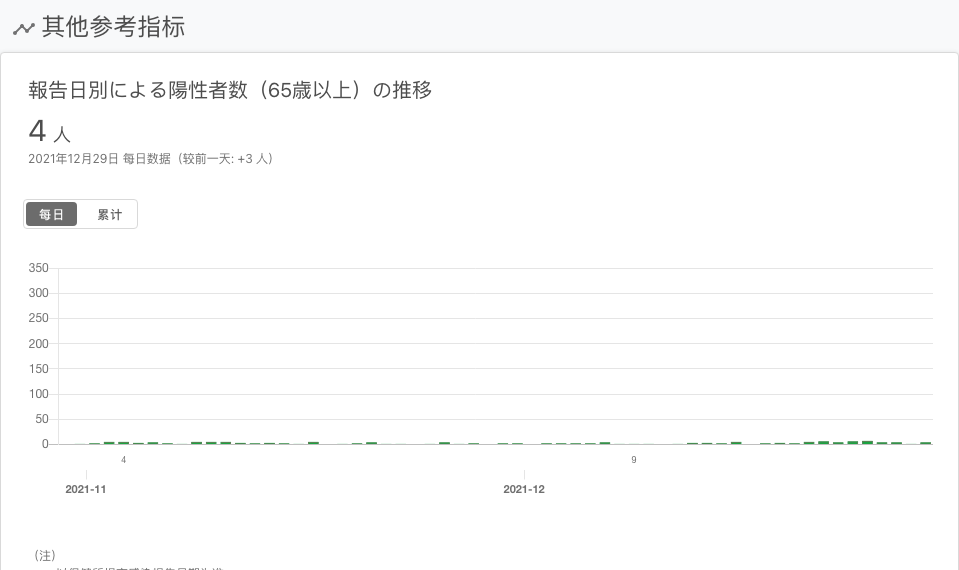 其他参考指标
報告日別による陽性者数（65歳以上）の推移
4 人
2021年12月29日 每日数据（较前一天: +3 人）
每日 累计
350
300
250
200
150
100
50
0
4 9
2021-11 2021-12
（注）